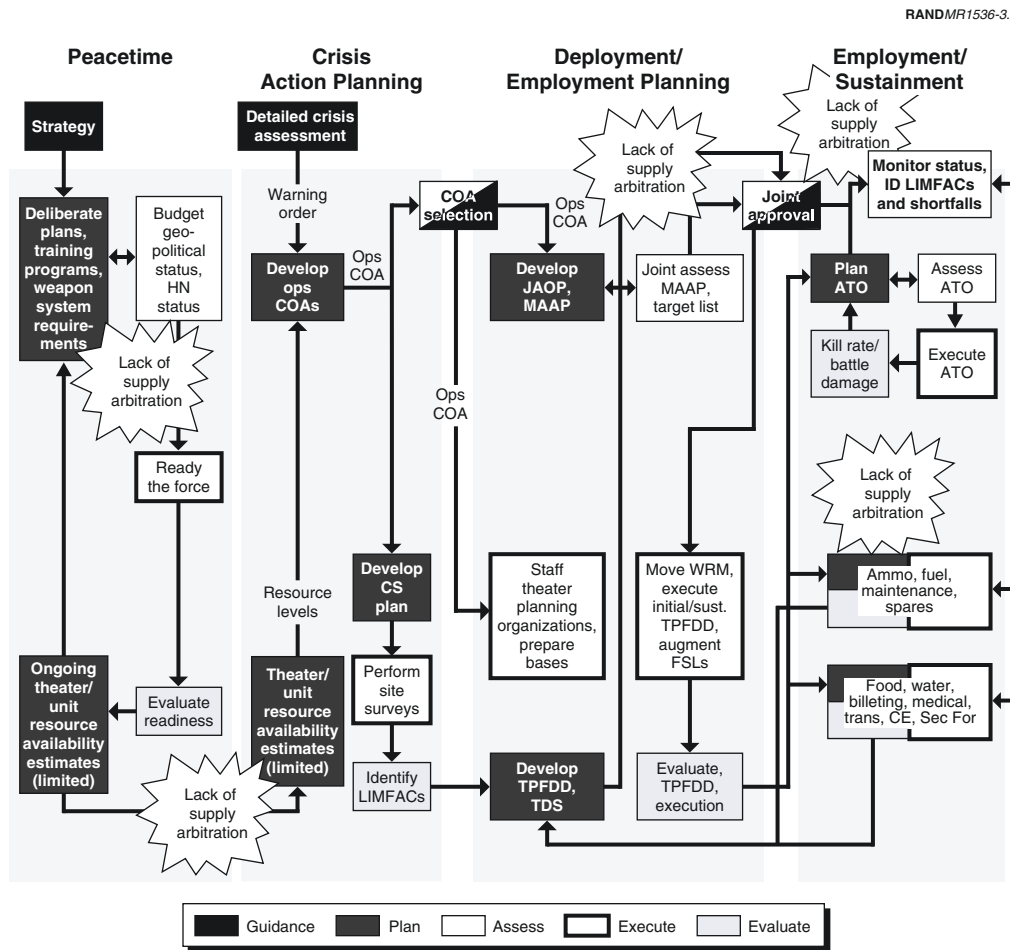 RANDMR1536-3.
Peacetime
Crisis
Action Planning
Deployment/
Employment Planning
Employment/
Sustainment
Strategy
Deliberate
plans,
training
programs,
weapon
system
require-
ments
Budget
geo-
political
status,
HN
status
Lack of
supply
arbitration
Ready
the force
Evaluate
readiness
Ongoing
theater/
unit
resource
availability
estimates
(limited)
Lack of
supply
arbitration
Detailed crisis
assessment
Warning
order
Develop
ops
COAs
Ops
COA
Resource
levels
Theater/
unit
resource
availability
estimates
(limited)
Develop
CS
plan
Perform
site
surveys
Identify
LIMFACs
COA
selection
Ops
COA
Ops
COA
Develop
JAOP,
MAAP
Lack of
supply
arbitration
Joint assess
MAAP,
target list
Staff
theater
planning
organizations,
prepare
bases
Move WRM,
execute
initial/sust.
TPFDD,
augment
FSLs
Develop
TPFDD,
TDS
Evaluate,
TPFDD,
execution
Joint
approval
Lack of
supply
arbitration
Monitor status,
ID LIMFACs
and shortfalls
Plan
ATO
Assess
ATO
Kill rate/
battle
damage
Execute
ATO
Lack of
supply
arbitration
Ammo, fuel,
maintenance,
spares
Food, water,
billeting, medical,
trans, CE, Sec For
Guidance
Plan
Assess
Execute
Evaluate